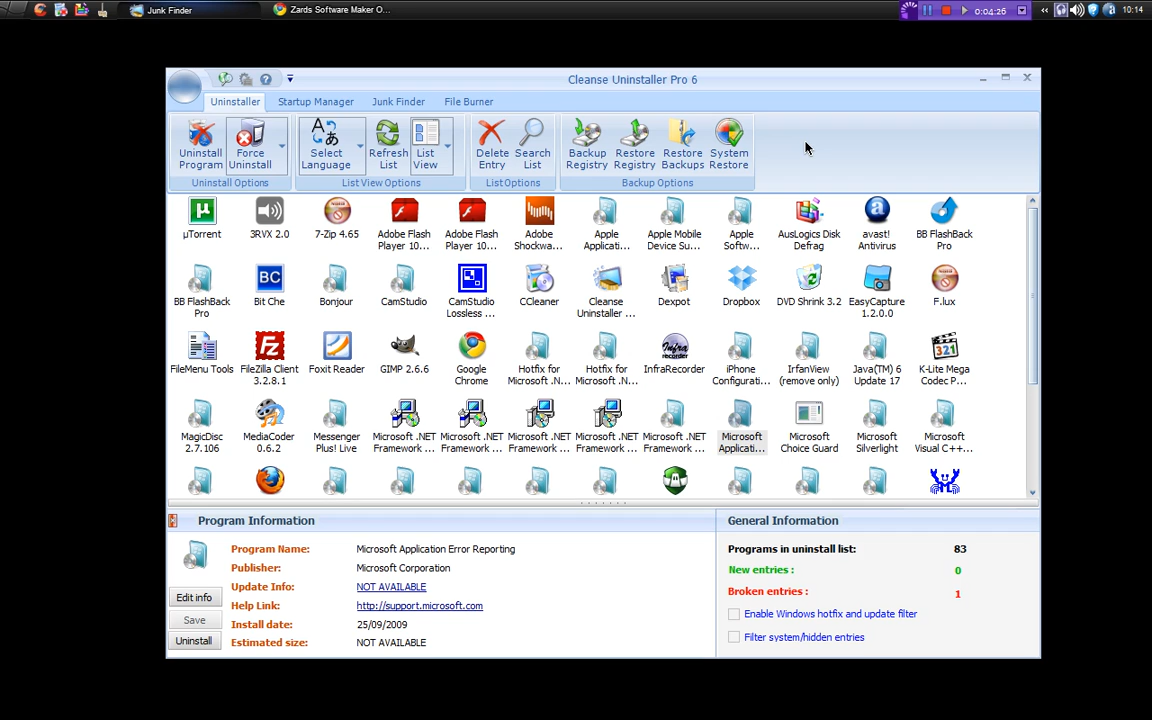 Junk Finder
Zards Software Maker O...
0:04:26
10:14
Cleanse Uninstaller Pro 6
Uninstaller
Startup Manager
Junk Finder
File Burner
Uninstall Program
Force Uninstall
Select Language
Refresh List
List View
Delete Entry
Search List
Backup Registry
Restore Registry
Restore Backups
System Restore
Uninstall Options
List View Options
List Options
Backup Options
µTorrent
3RVX 2.0
7-Zip 4.65
Adobe Flash Player 10...
Adobe Flash Player 10...
Adobe Shockwa...
Apple Applicati...
Apple Mobile Device Su...
Apple Softw...
AusLogics Disk Defrag
avast! Antivirus
BB FlashBack Pro
BB FlashBack Pro
Bit Che
Bonjour
CamStudio
CamStudio Lossless ...
CCleaner
Cleanse Uninstaller ...
Dexpot
Dropbox
DVD Shrink 3.2
EasyCapture 1.2.0.0
F.lux
FileMenu Tools
FileZilla Client 3.2.8.1
Foxit Reader
GIMP 2.6.6
Google Chrome
Hotfix for Microsoft .N...
Hotfix for Microsoft .N...
InfraRecorder
iPhone Configurati...
IrfanView (remove only)
Java(TM) 6 Update 17
K-Lite Mega Codec P...
MagicDisc 2.7.106
MediaCoder 0.6.2
Messenger Plus! Live
Microsoft .NET Framework ...
Microsoft .NET Framework ...
Microsoft .NET Framework ...
Microsoft .NET Framework ...
Microsoft .NET Framework ...
Microsoft Applicati...
Microsoft Choice Guard
Microsoft Silverlight
Microsoft Visual C++...
Program Information
Program Name: Microsoft Application Error Reporting
Publisher: Microsoft Corporation
Update Info: NOT AVAILABLE
Help Link: http://support.microsoft.com
Install date: 25/09/2009
Estimated size: NOT AVAILABLE
Edit info
Save
Uninstall
General Information
Programs in uninstall list: 83
New entries : 0
Broken entries : 1
Enable Windows hotfix and update filter
Filter system/hidden entries